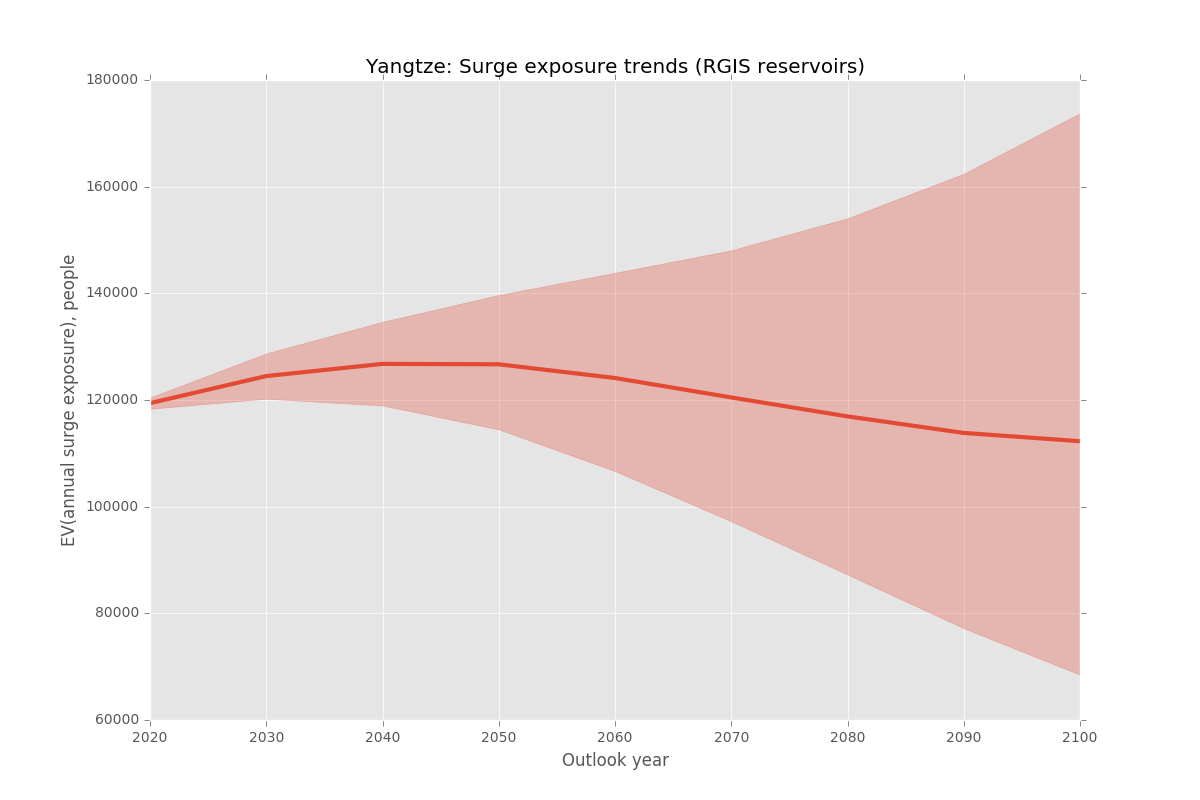 Yangtze: Surge exposure trends (RGIS reservoirs)
180000
160000
140000
120000
100000
80000
60000
EV(annual surge exposure), people
2020 2030 2040 2050 2060 2070 2080 2090 2100
Outlook year